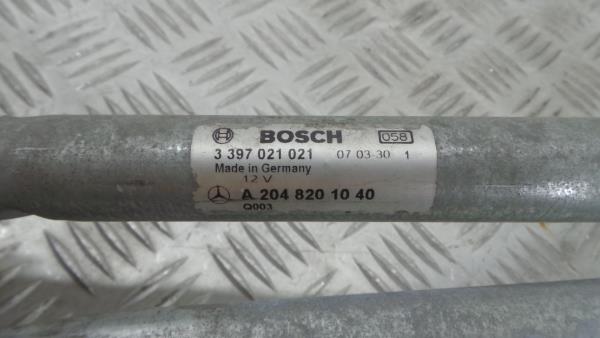 BOSCH 058
3 397 021 021 07 03-30 1
Made in Germany
12 V
A 204 820 10 40
Q003